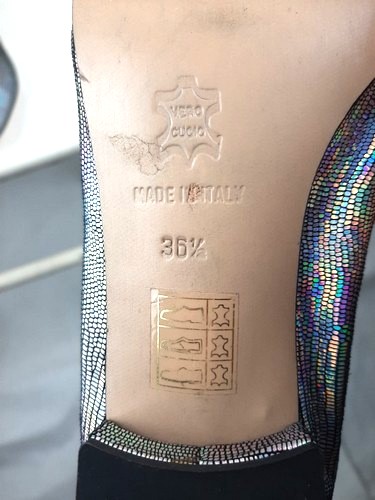 VERO
CUOIO
MADE IN ITALY
36½